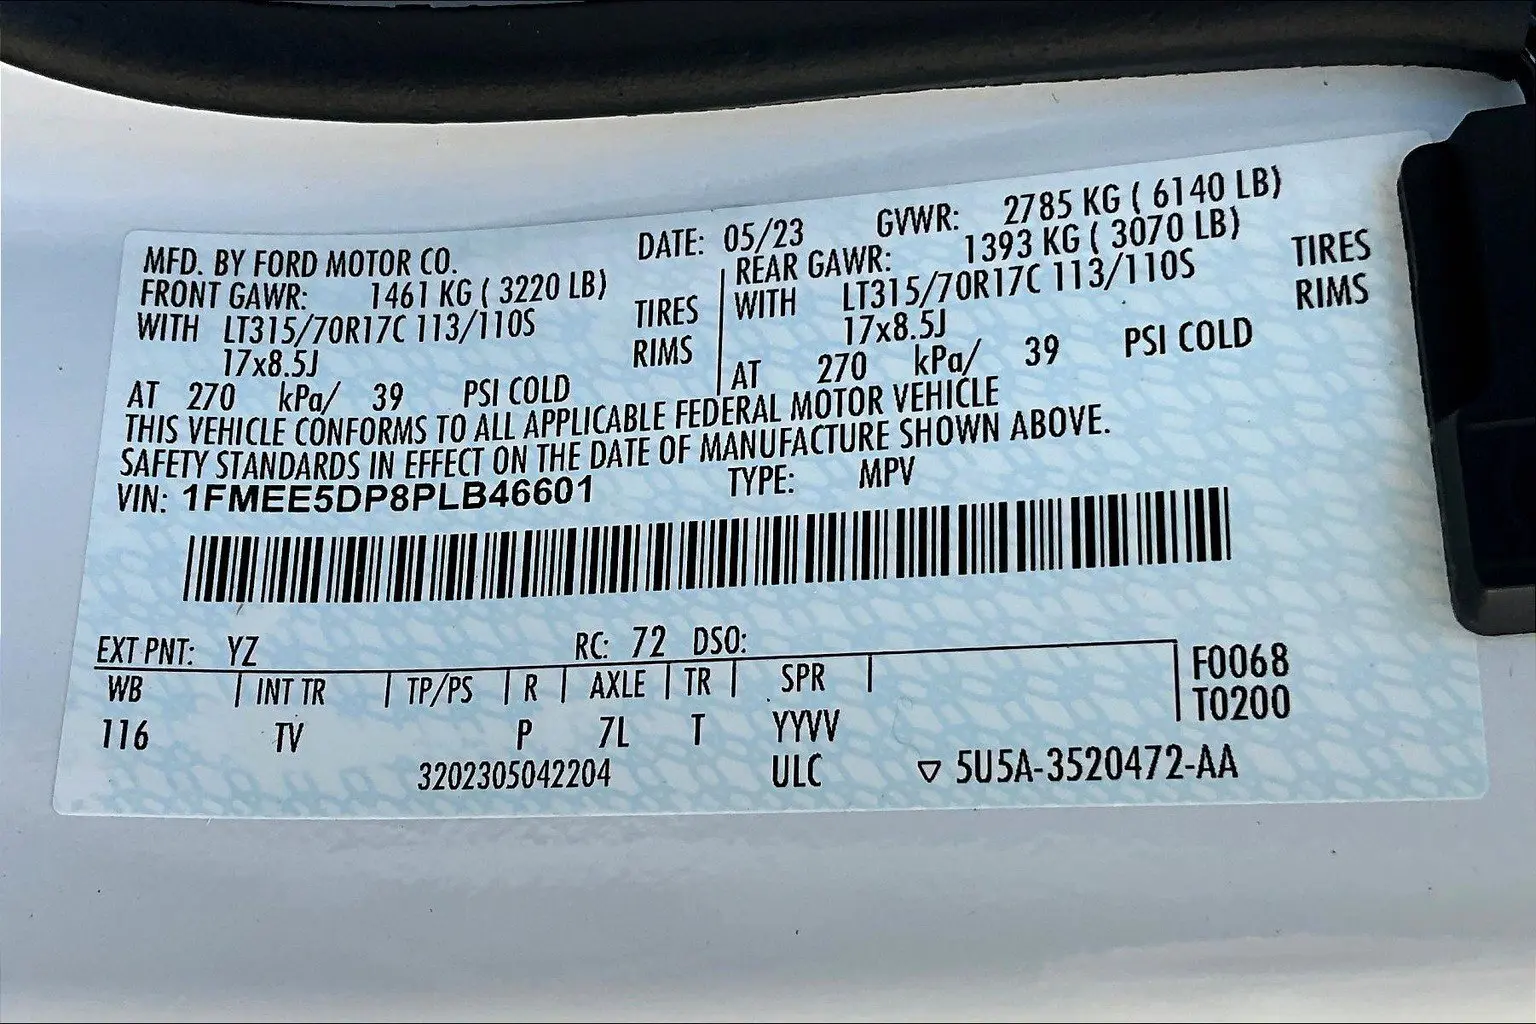 MFD. BY FORD MOTOR CO. DATE: 05/23 GVWR: 2785 KG ( 6140 LB)
FRONT GAWR: 1461 KG ( 3220 LB) REAR GAWR: 1393 KG ( 3070 LB)
WITH LT315/70R17C 113/110S TIRES WITH LT315/70R17C 113/110S TIRES
17x8.5J RIMS 17x8.5J RIMS
AT 270 kPa/ 39 PSI COLD AT 270 kPa/ 39 PSI COLD
THIS VEHICLE CONFORMS TO ALL APPLICABLE FEDERAL MOTOR VEHICLE
SAFETY STANDARDS IN EFFECT ON THE DATE OF MANUFACTURE SHOWN ABOVE.
VIN: 1FMEE5DP8PLB46601 TYPE: MPV
EXT PNT: YZ RC: 72 DSO:
WB INT TR TP/PS R AXLE TR SPR F0068
116 TV P 7L T YYVV T0200
3202305042204 ULC ▽ 5U5A-3520472-AA